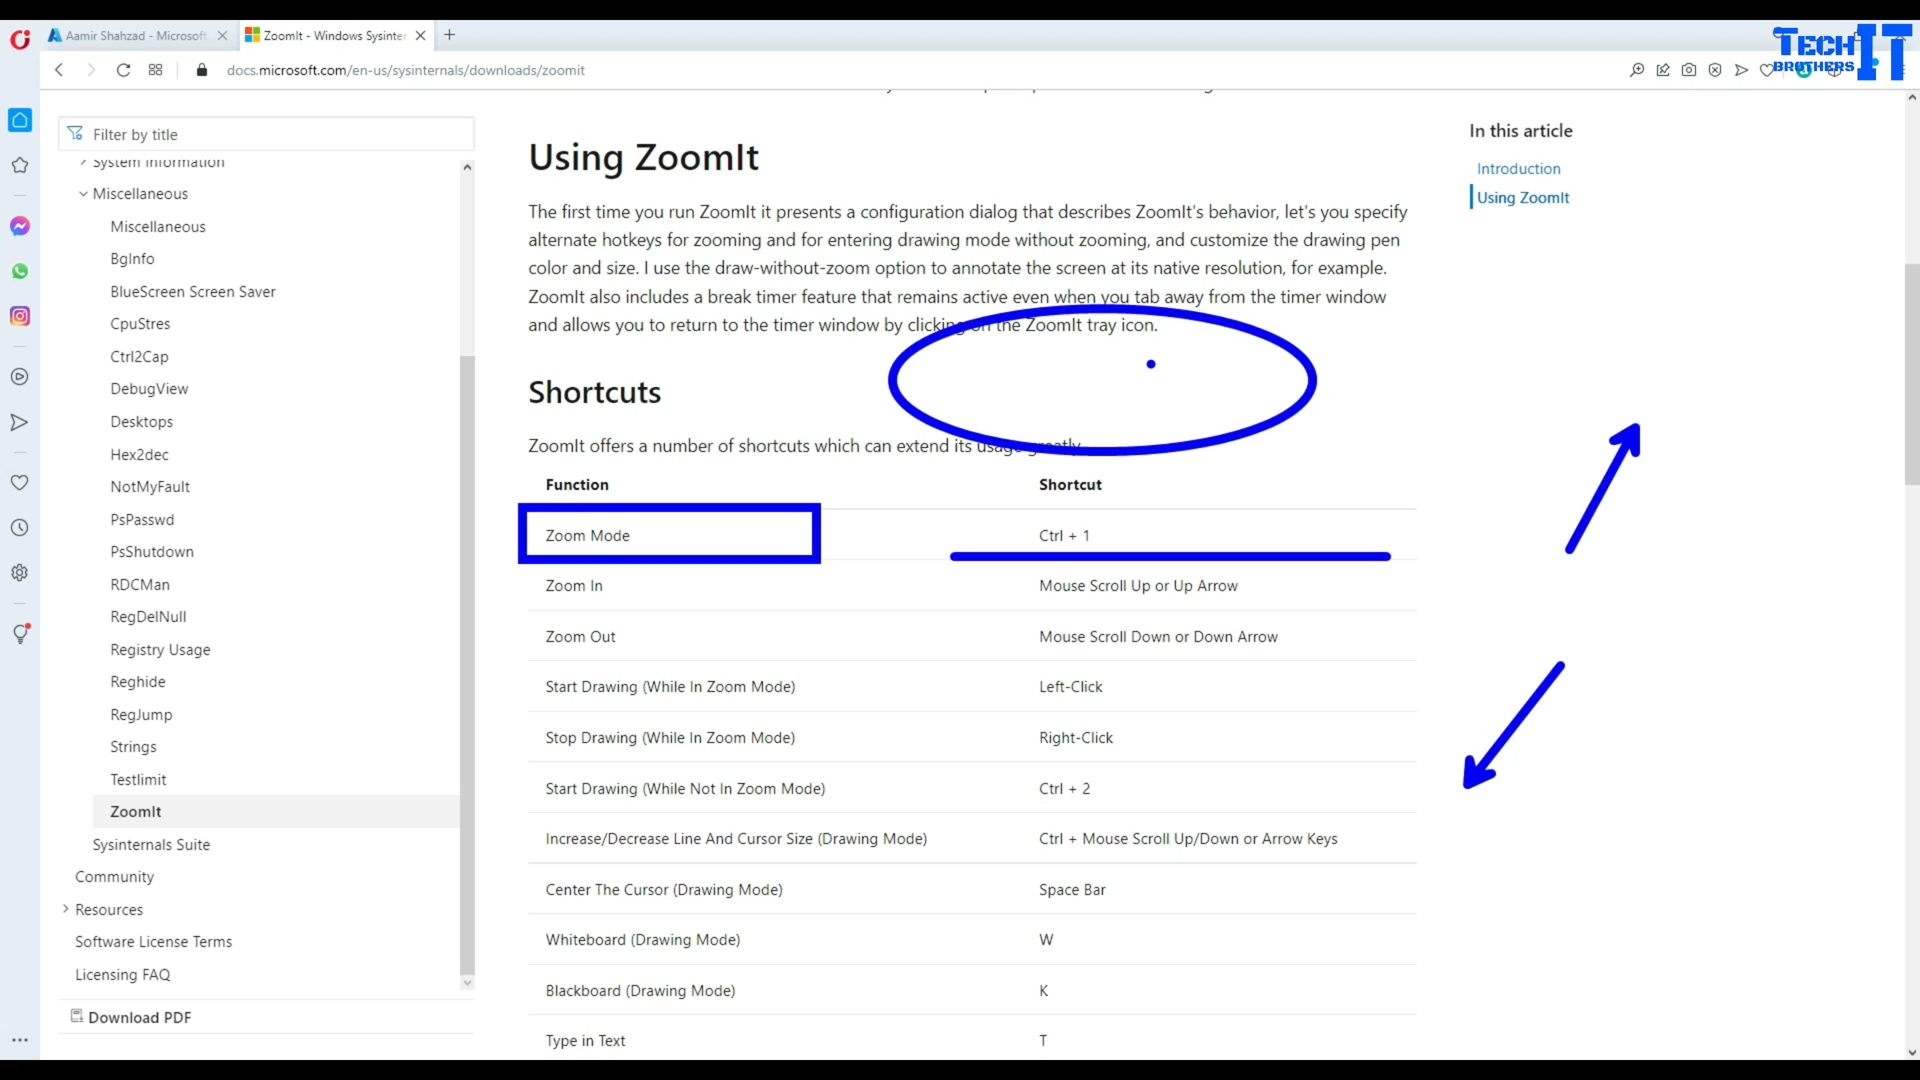 Aamir Shahzad - Microsoft
ZoomIt - Windows Sysinter
TECH IT
BROTHERS
docs.microsoft.com/en-us/sysinternals/downloads/zoomit
Filter by title
System Information
Miscellaneous
Miscellaneous
BgInfo
BlueScreen Screen Saver
CpuStres
Ctrl2Cap
DebugView
Desktops
Hex2dec
NotMyFault
PsPasswd
PsShutdown
RDCMan
RegDelNull
Registry Usage
Reghide
RegJump
Strings
Testlimit
ZoomIt
Sysinternals Suite
Community
Resources
Software License Terms
Licensing FAQ
Download PDF
Using ZoomIt
The first time you run ZoomIt it presents a configuration dialog that describes ZoomIt's behavior, let's you specify
alternate hotkeys for zooming and for entering drawing mode without zooming, and customize the drawing pen
color and size. I use the draw-without-zoom option to annotate the screen at its native resolution, for example.
ZoomIt also includes a break timer feature that remains active even when you tab away from the timer window
and allows you to return to the timer window by clicking on the ZoomIt tray icon.
Shortcuts
ZoomIt offers a number of shortcuts which can extend its usage greatly.
Function Shortcut
Zoom Mode Ctrl + 1
Zoom In Mouse Scroll Up or Up Arrow
Zoom Out Mouse Scroll Down or Down Arrow
Start Drawing (While In Zoom Mode) Left-Click
Stop Drawing (While In Zoom Mode) Right-Click
Start Drawing (While Not In Zoom Mode) Ctrl + 2
Increase/Decrease Line And Cursor Size (Drawing Mode) Ctrl + Mouse Scroll Up/Down or Arrow Keys
Center The Cursor (Drawing Mode) Space Bar
Whiteboard (Drawing Mode) W
Blackboard (Drawing Mode) K
Type in Text T
In this article
Introduction
Using ZoomIt